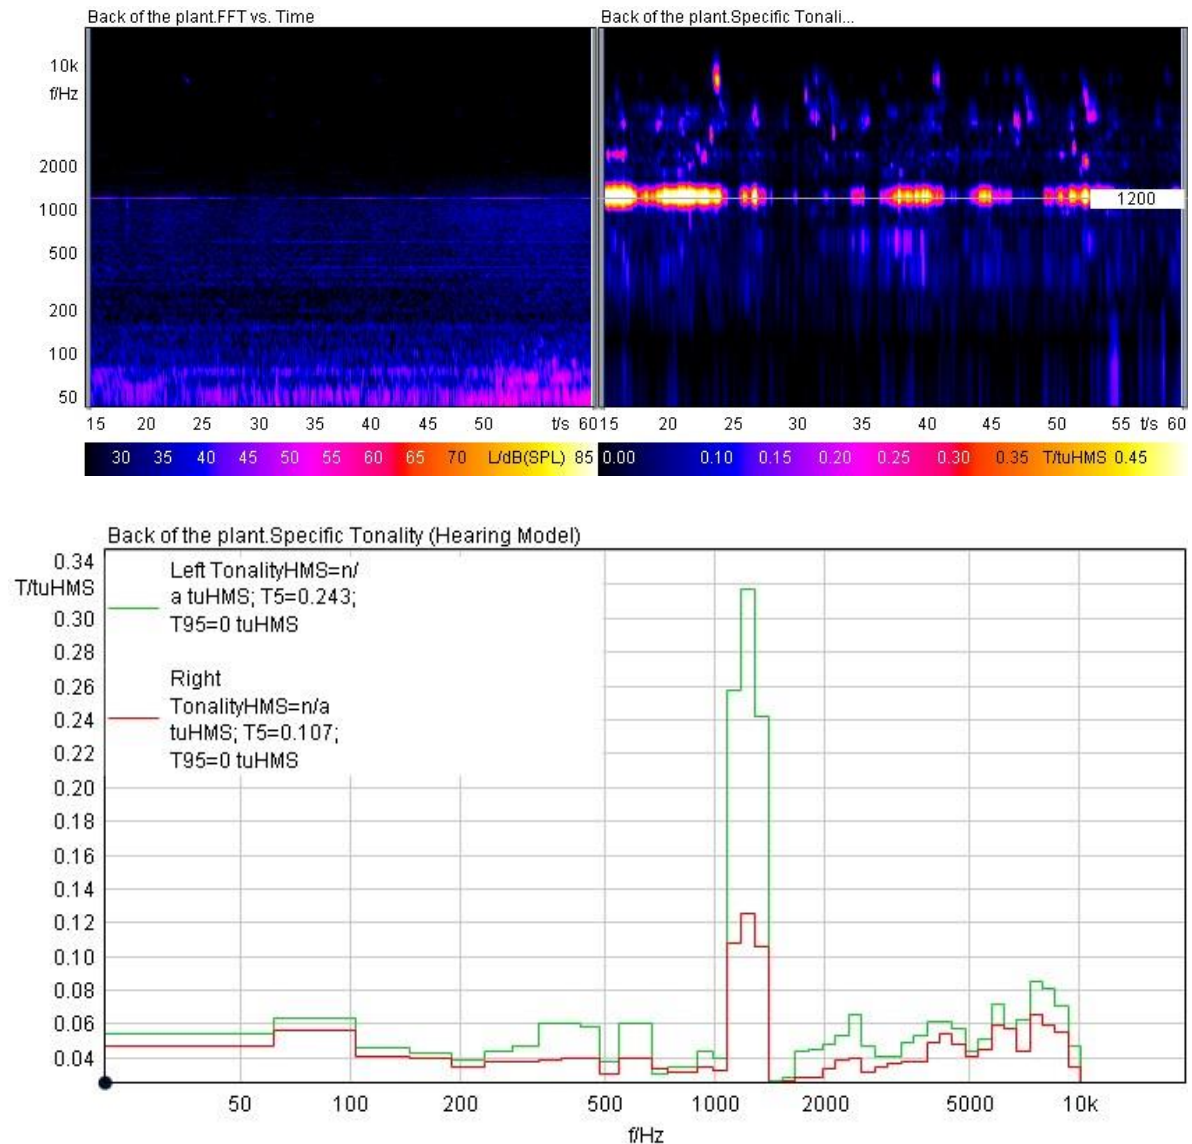 Back of the plant.FFT vs. Time
10k
f/Hz
2000
1000
500
200
100
50
15 20 25 30 35 40 45 50 t/s 60
30 35 40 45 50 55 60 65 70 L/dB(SPL) 85
Back of the plant.Specific Tonali...
1200
15 20 25 30 35 40 45 50 55 t/s 60
0.00 0.10 0.15 0.20 0.25 0.30 0.35 T/tuHMS 0.45
Back of the plant.Specific Tonality (Hearing Model)
0.34
T/tuHMS
0.30
0.28
0.26
0.24
0.22
0.20
0.18
0.16
0.14
0.12
0.10
0.08
0.06
0.04
Left TonalityHMS=n/
a tuHMS; T5=0.243;
T95=0 tuHMS
Right
TonalityHMS=n/a
tuHMS; T5=0.107;
T95=0 tuHMS
50 100 200 500 1000 2000 5000 10k
f/Hz